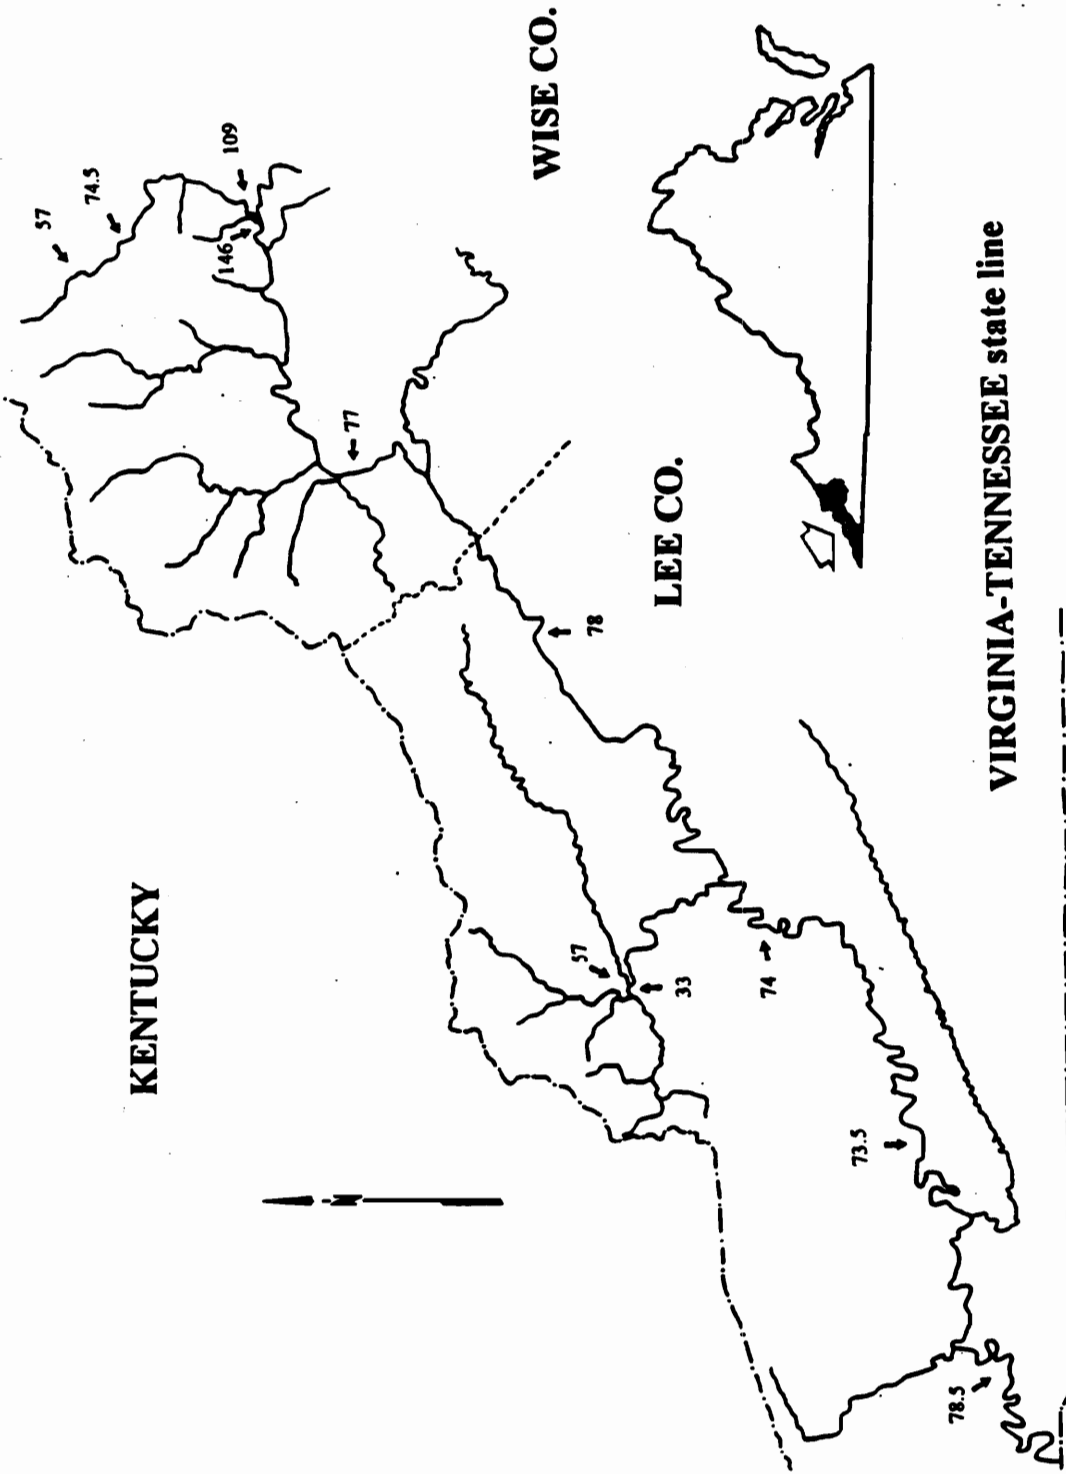 KENTUCKY
WISE CO.
LEE CO.
VIRGINIA-TENNESSEE state line
N
57
74.5
109
146
77
78
57
33
74
73.5
78.5